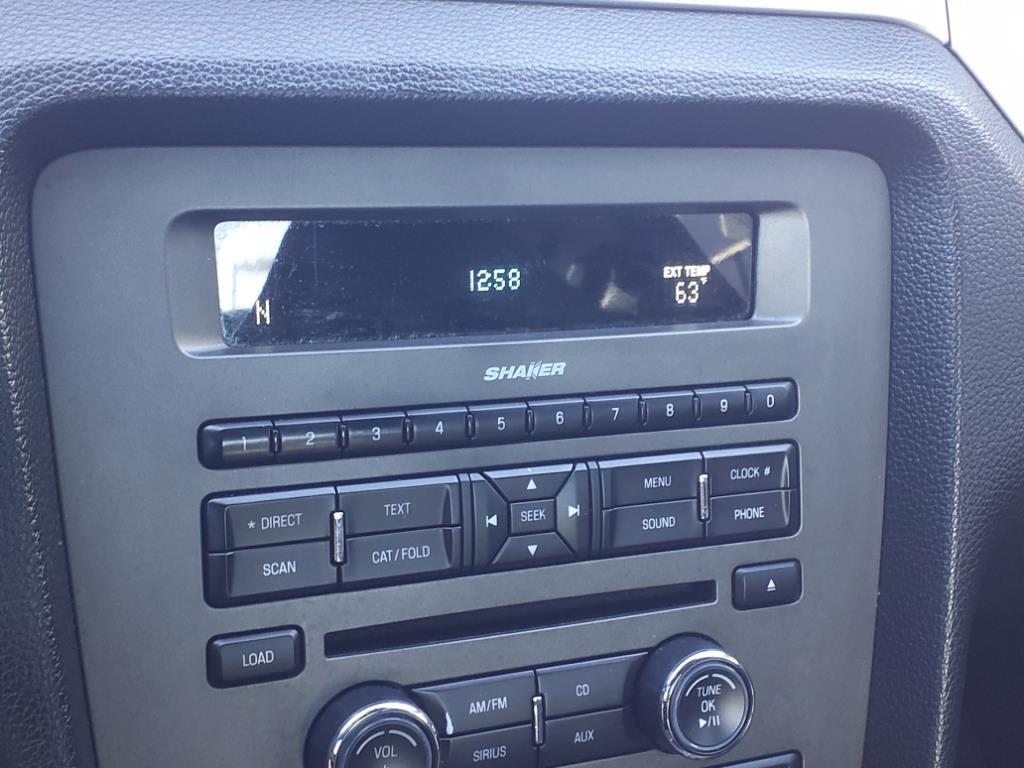 12:58
EXT TEMP
63°F
N
SHAKER
1 2 3 4 5 6 7 8 9 0
* DIRECT TEXT SEEK MENU CLOCK #
SCAN CAT/FOLD SOUND PHONE
LOAD
AM/FM CD TUNE
OK
VOL SIRIUS AUX